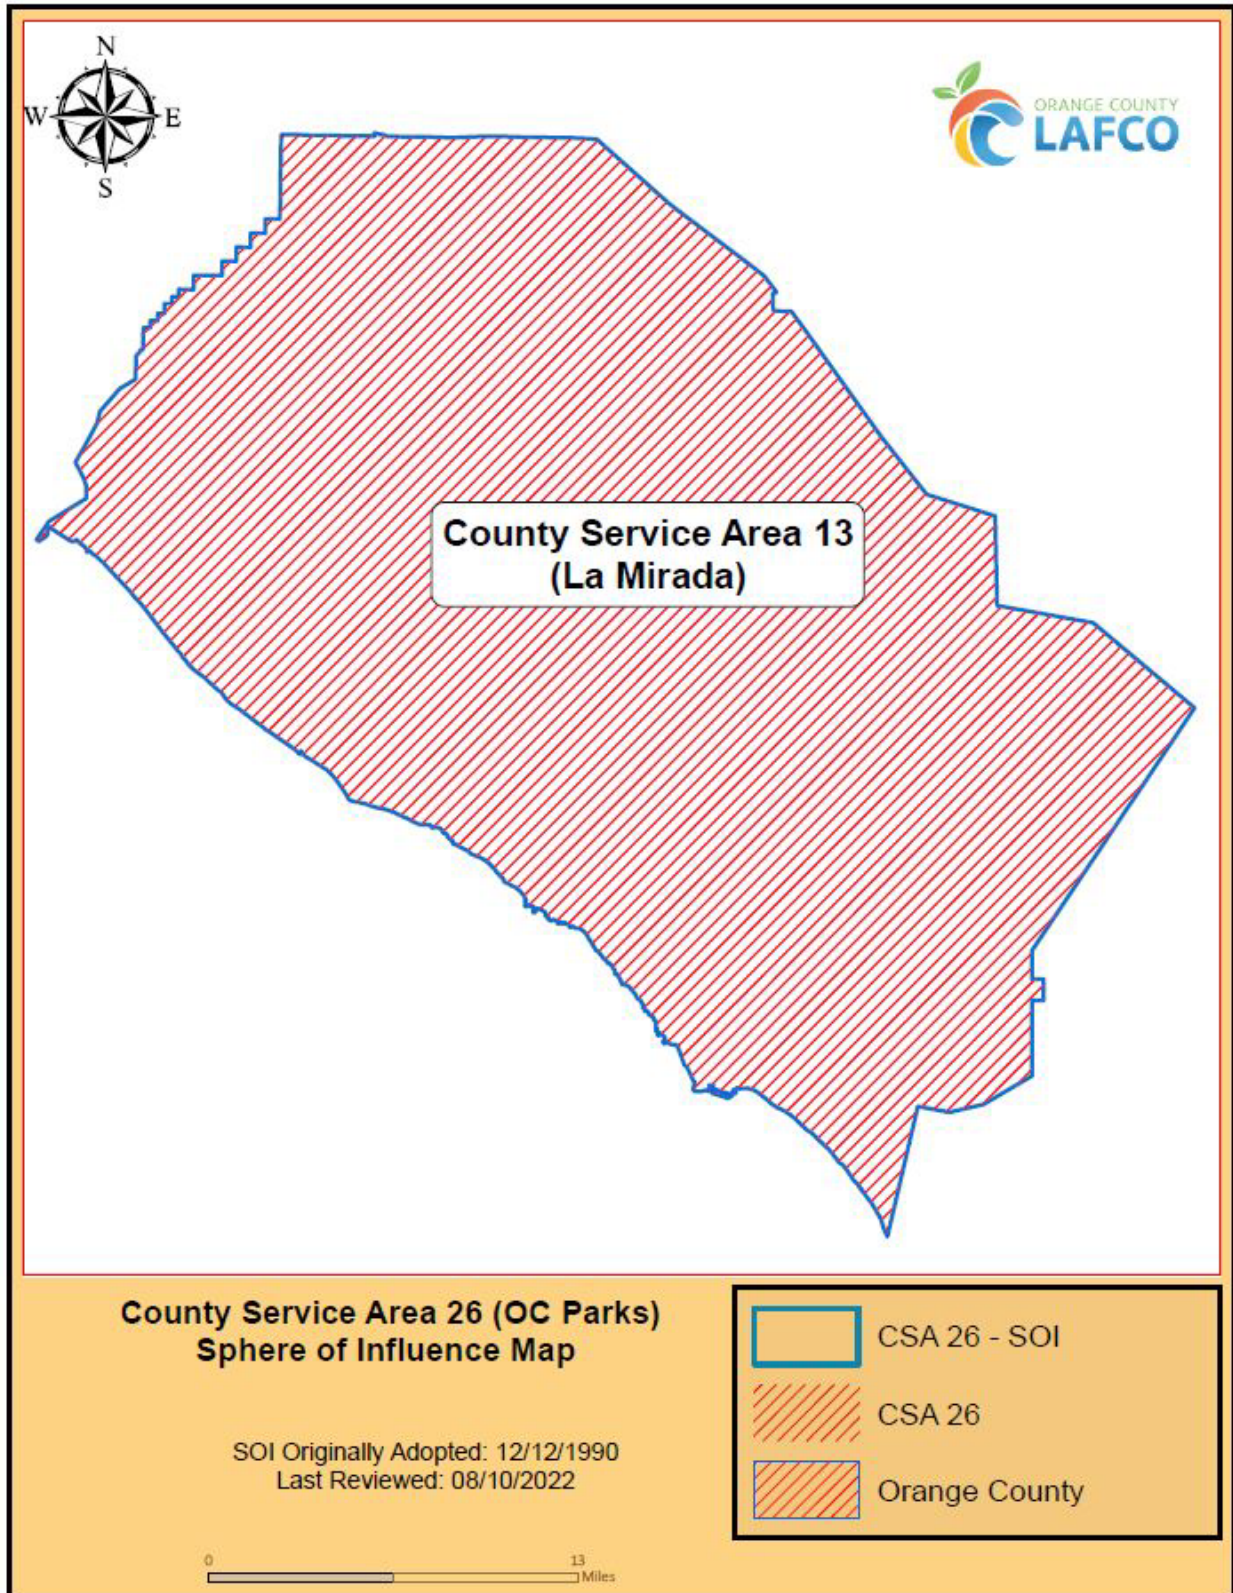 N
W
E
S
ORANGE COUNTY
LAFCO
County Service Area 13
(La Mirada)
County Service Area 26 (OC Parks)
Sphere of Influence Map
SOI Originally Adopted: 12/12/1990
Last Reviewed: 08/10/2022
0
13
Miles
CSA 26 - SOI
CSA 26
Orange County